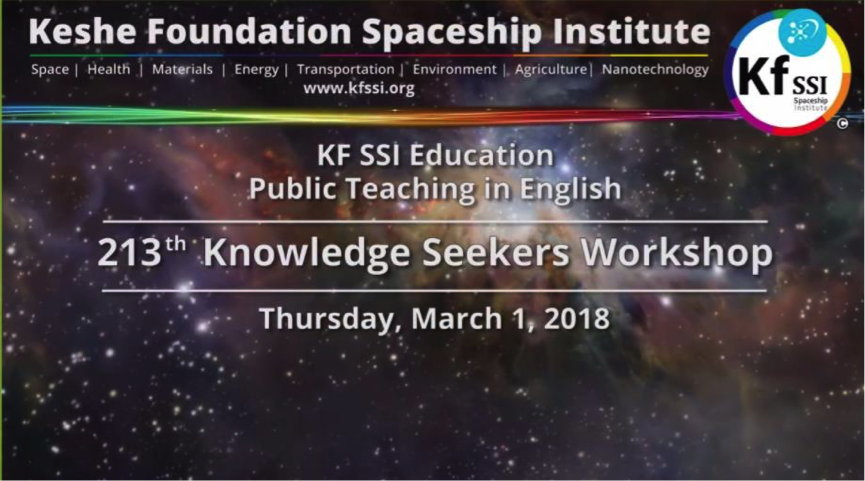 Keshe Foundation Spaceship Institute
Space | Health | Materials | Energy | Transportation | Environment | Agriculture | Nanotechnology
www.kfssi.org
Kf SSI
Spaceship
Institute
©
KF SSI Education
Public Teaching in English
213th Knowledge Seekers Workshop
Thursday, March 1, 2018